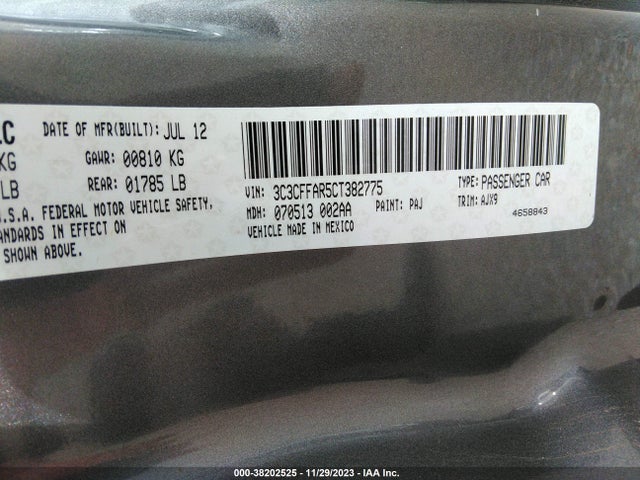 LC DATE OF MFR(BUILT): JUL 12
KG GAWR: 00810 KG
LB REAR: 01785 LB
U.S.A. FEDERAL MOTOR VEHICLE SAFETY,
ANDARDS IN EFFECT ON
SHOWN ABOVE.
VIN: 3C3CFFAR5CT382775 TYPE: PASSENGER CAR
MDH: 070513 002AA PAINT: PAJ TRIM: AJX9
VEHICLE MADE IN MEXICO 4658843
000-38202525 - 11/29/2023 - IAA Inc.